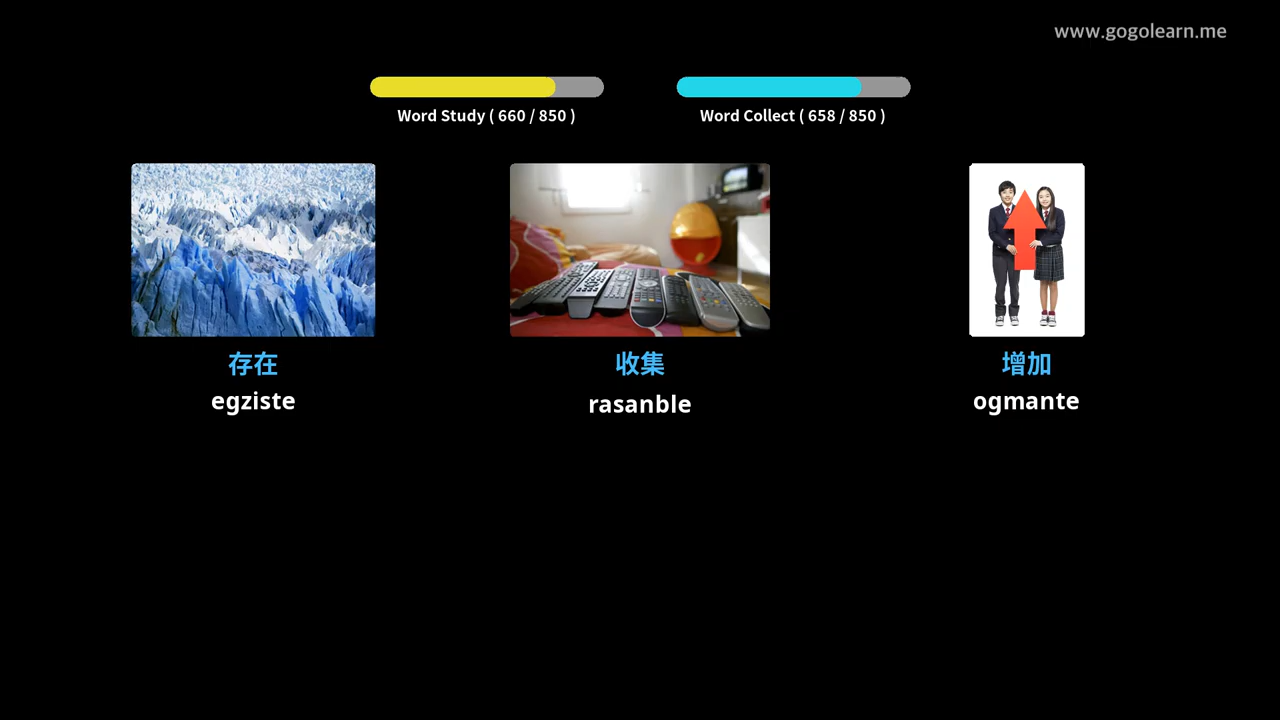 www.gogolearn.me
Word Study ( 660 / 850 )
Word Collect ( 658 / 850 )
存在
egziste
收集
rasanble
增加
ogmante